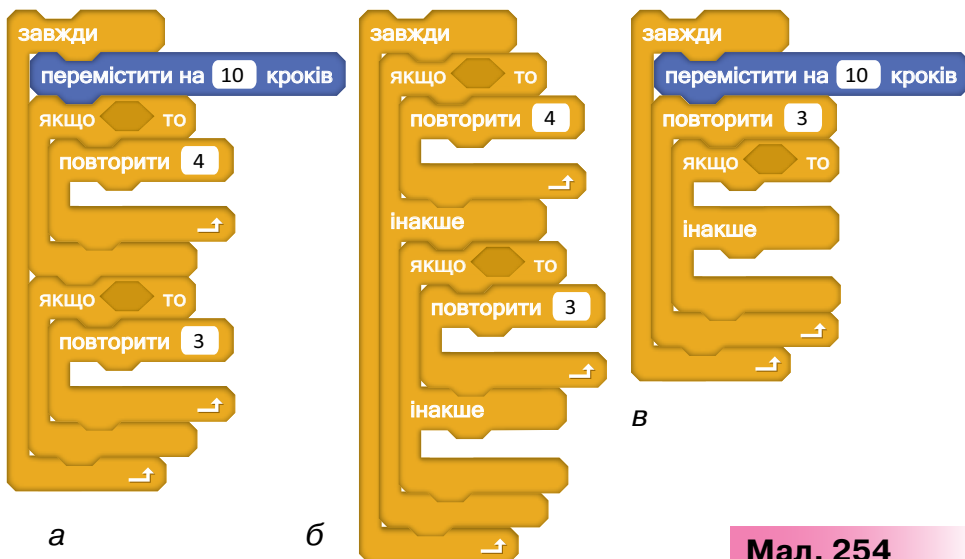 завжди
перемістити на 10 кроків
якщо то
повторити 4
якщо то
повторити 3
а
завжди
якщо то
повторити 4
інакше
якщо то
повторити 3
інакше
б
завжди
перемістити на 10 кроків
повторити 3
якщо то
інакше
в
Мал. 254